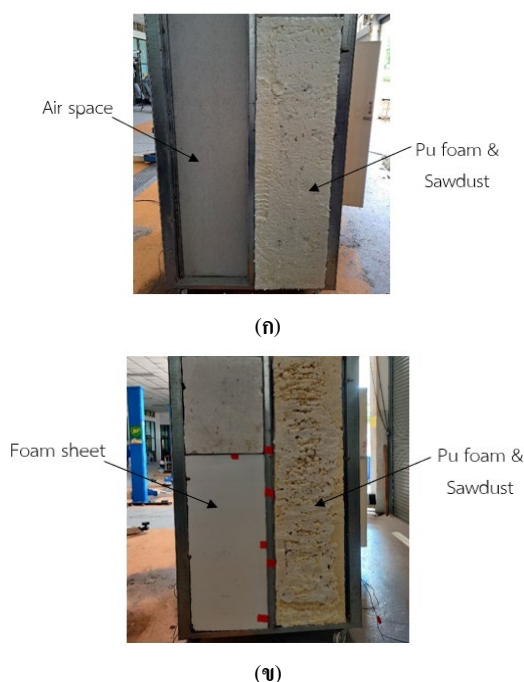 Air space
Pu foam &
Sawdust
(ก)
Foam sheet
Pu foam &
Sawdust
(ข)